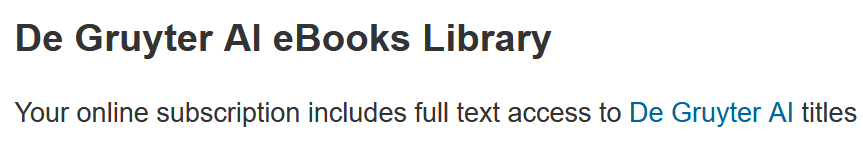 De Gruyter AI eBooks Library
Your online subscription includes full text access to De Gruyter AI titles